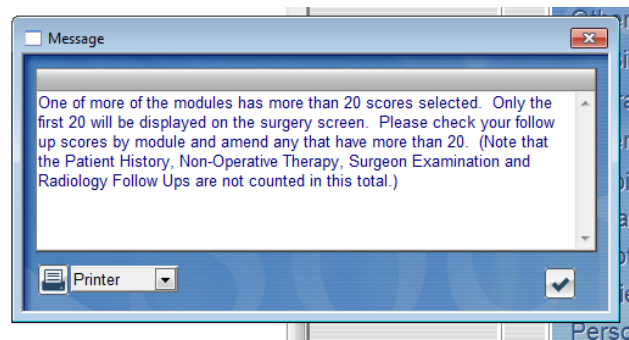 Message
One of more of the modules has more than 20 scores selected.  Only the
first 20 will be displayed on the surgery screen.  Please check your follow
up scores by module and amend any that have more than 20.  (Note that
the Patient History, Non-Operative Therapy, Surgeon Examination and
Radiology Follow Ups are not counted in this total.)
Printer